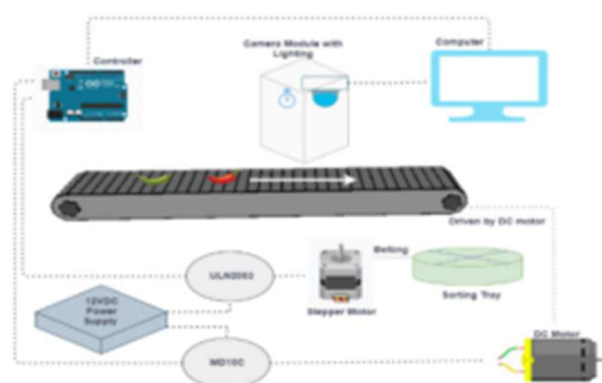 Camera Module with
Lighting
Computer
Controller
Driven by DC motor
ULN2003
Belting
12VDC
Power
Supply
Stepper Motor
Sorting Tray
DC Motor
MD10C